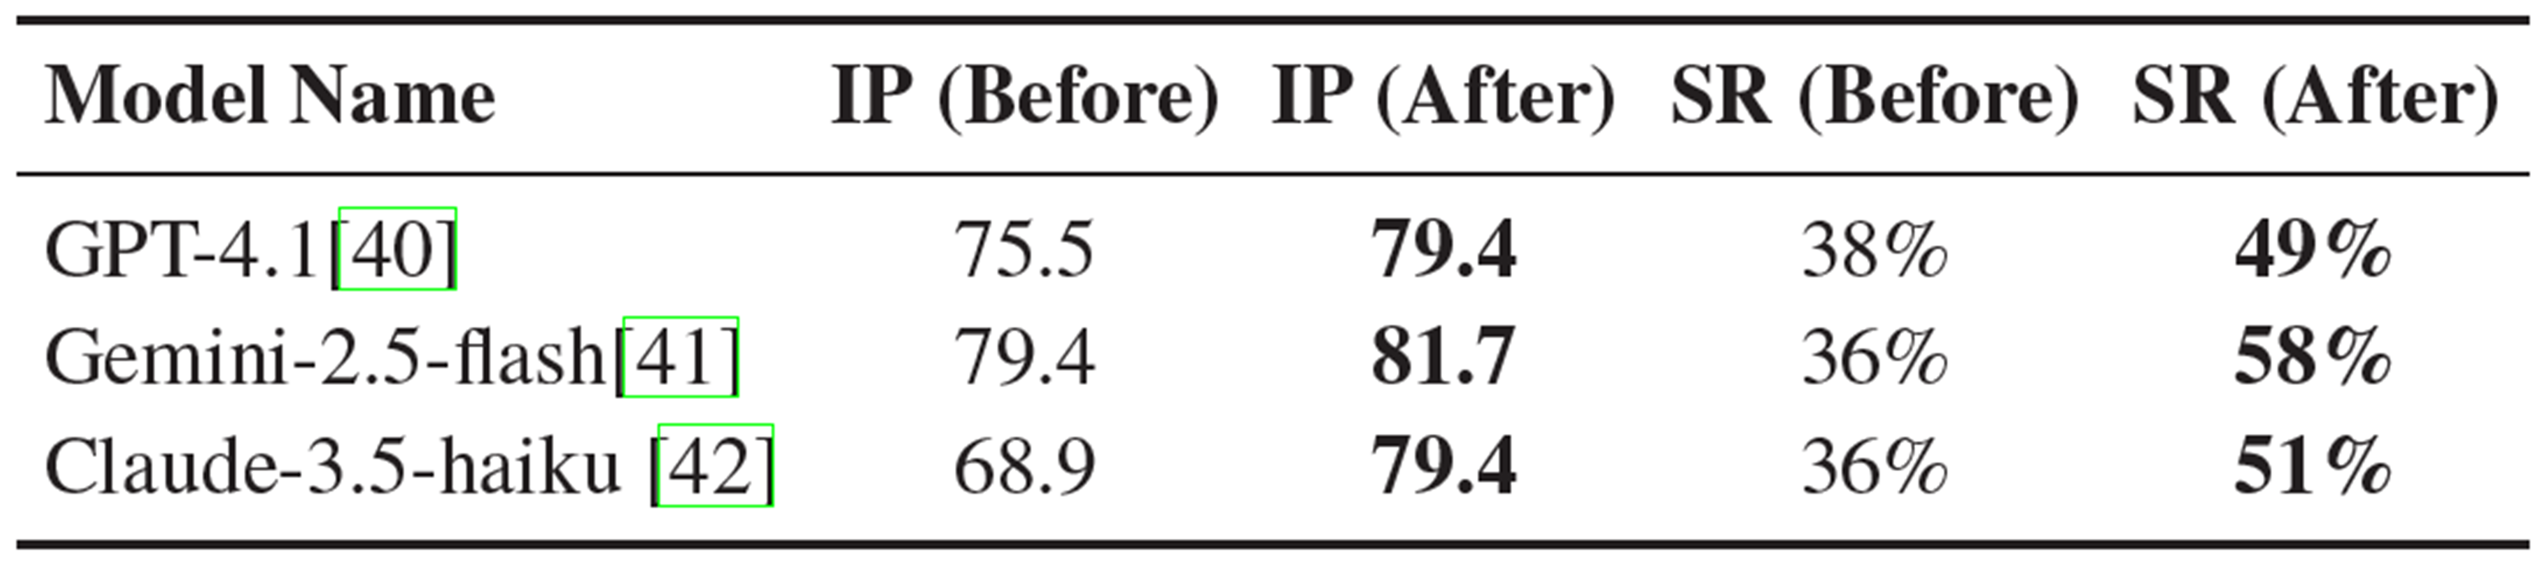 Model Name IP (Before) IP (After) SR (Before) SR (After)
GPT-4.1[40] 75.5 79.4 38% 49%
Gemini-2.5-flash[41] 79.4 81.7 36% 58%
Claude-3.5-haiku [42] 68.9 79.4 36% 51%